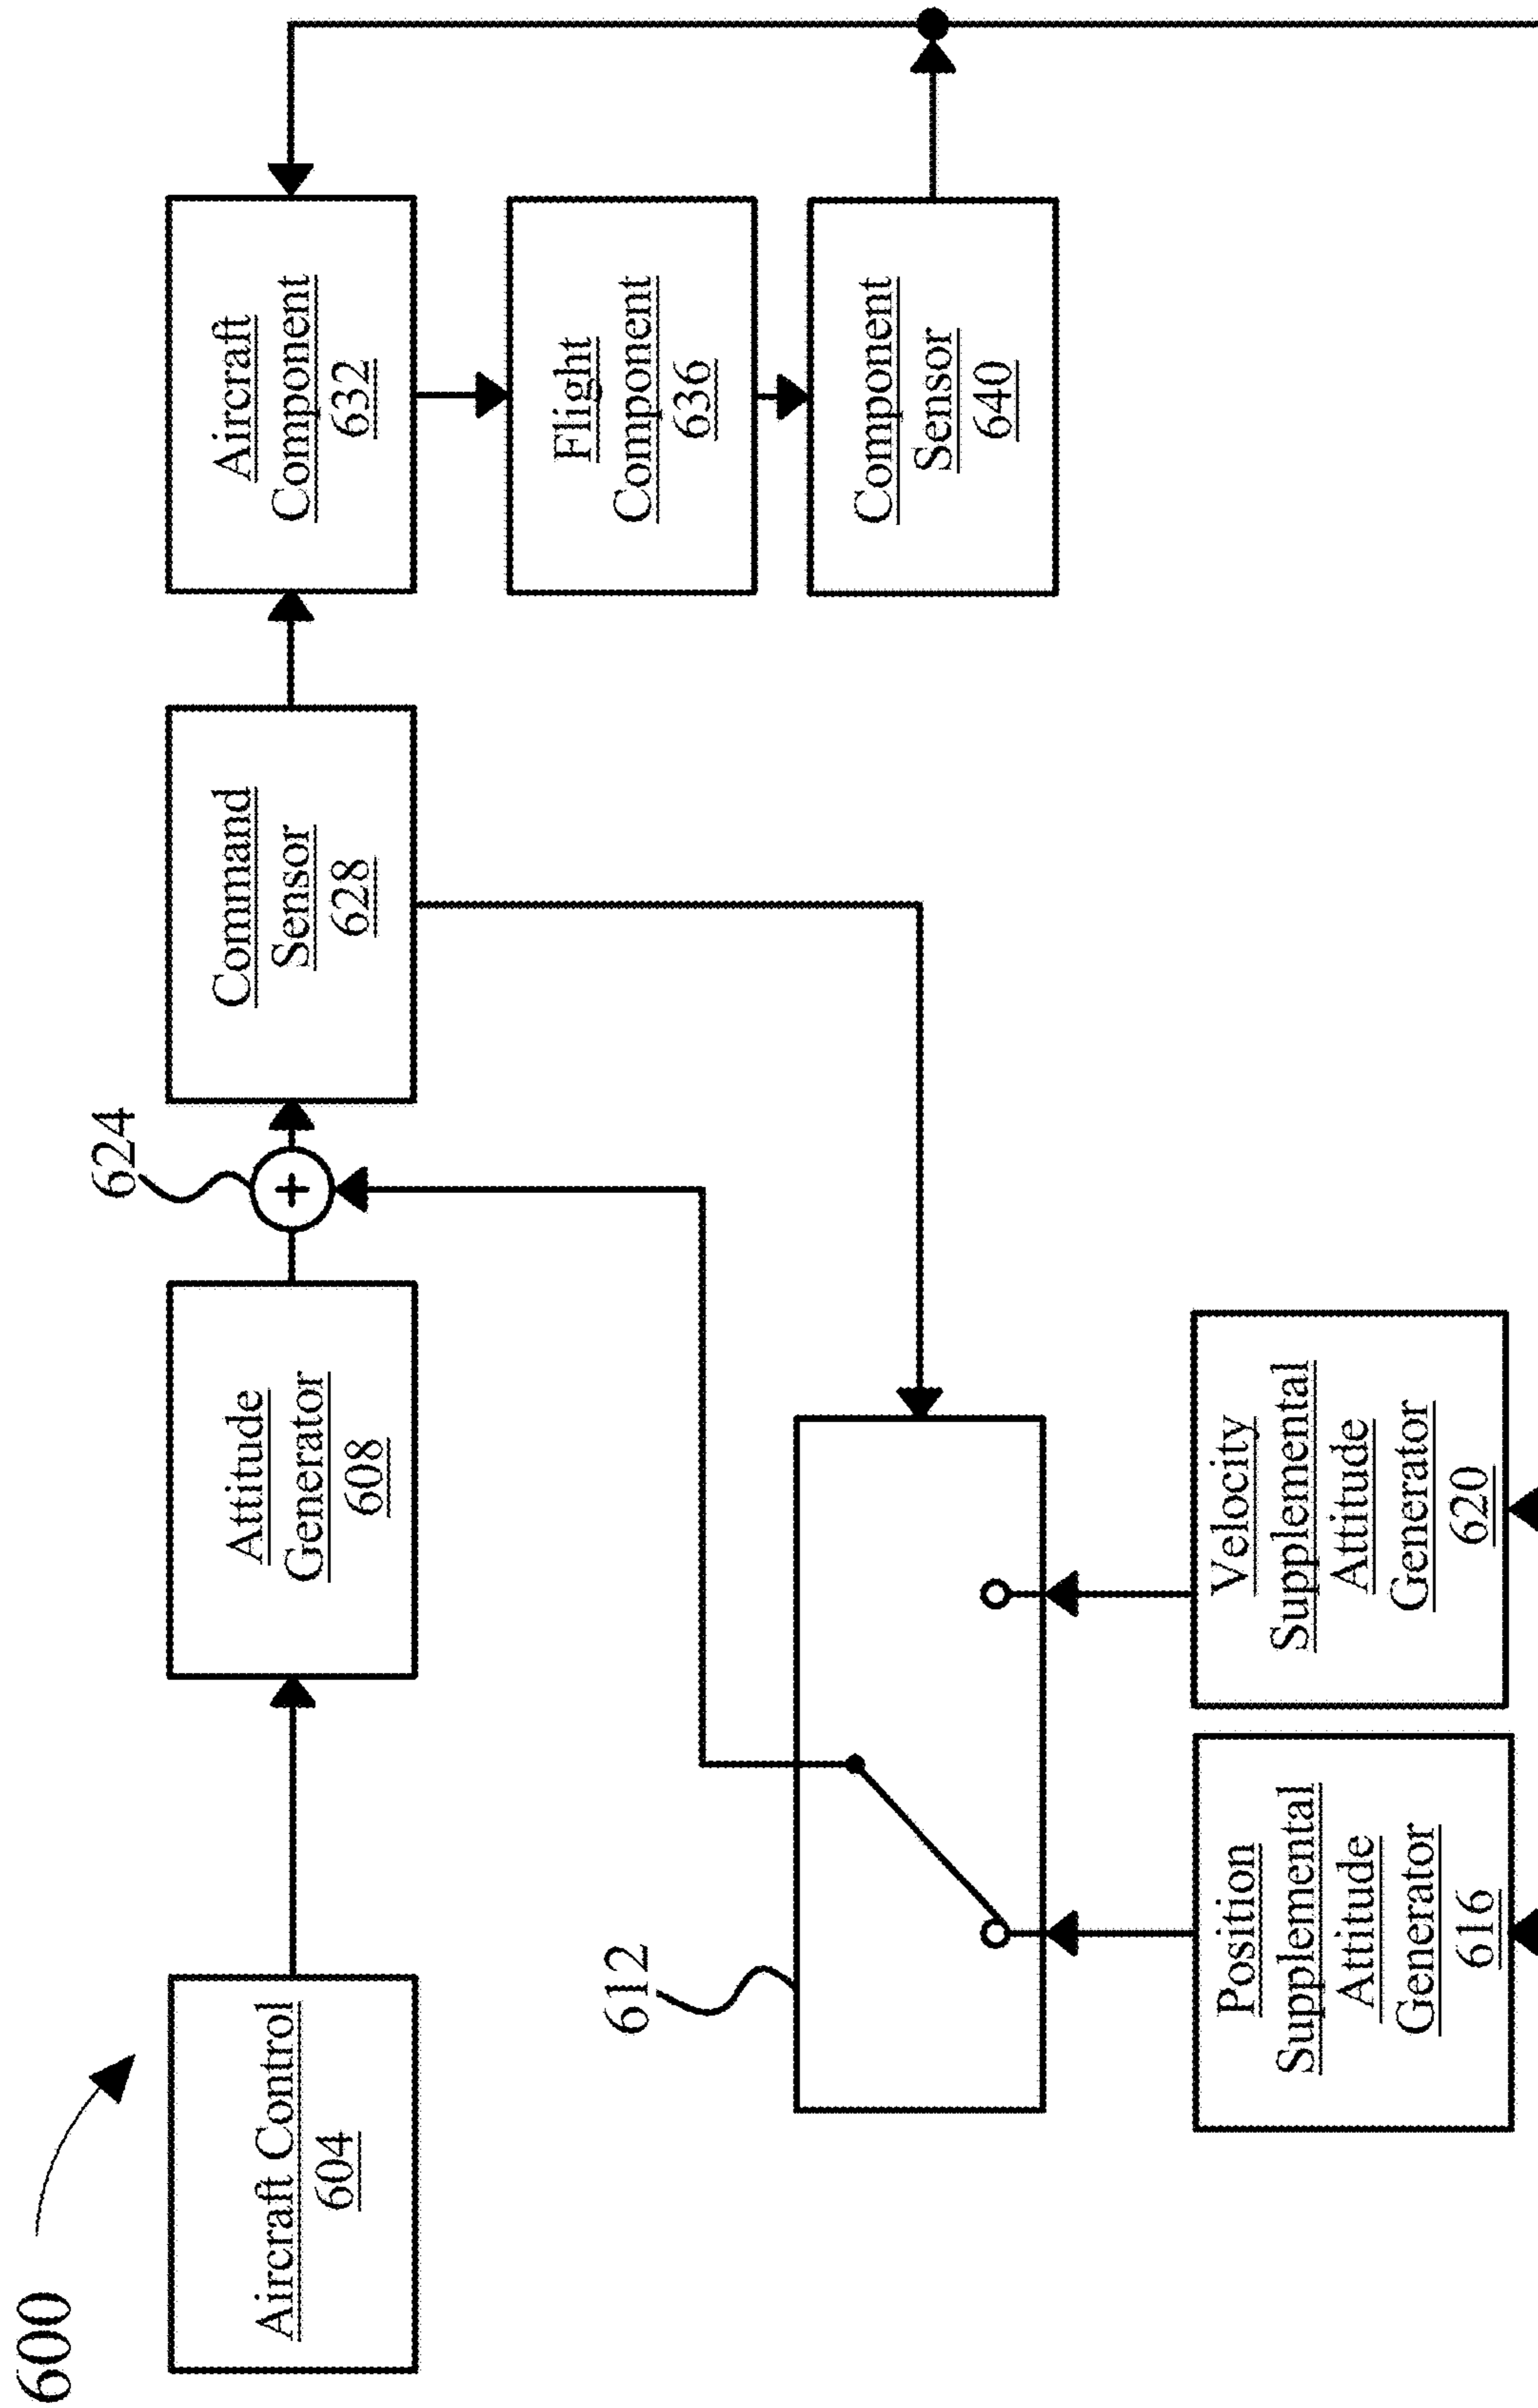 600
Aircraft Control
604
Attitude
Generator
608
624
+
Command
Sensor
628
Aircraft
Component
632
Flight
Component
636
Component
Sensor
640
612
Position
Supplemental
Attitude
Generator
616
Velocity
Supplemental
Attitude
Generator
620